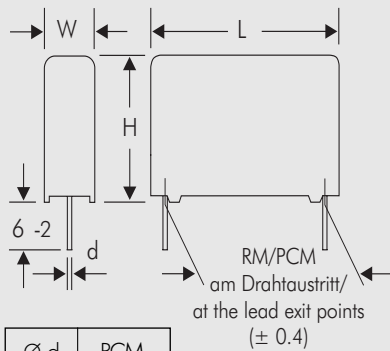 W
L
H
6 -2
d
RM/PCM
am Drahtaustritt/
at the lead exit points
(± 0.4)
Ø d
PCM